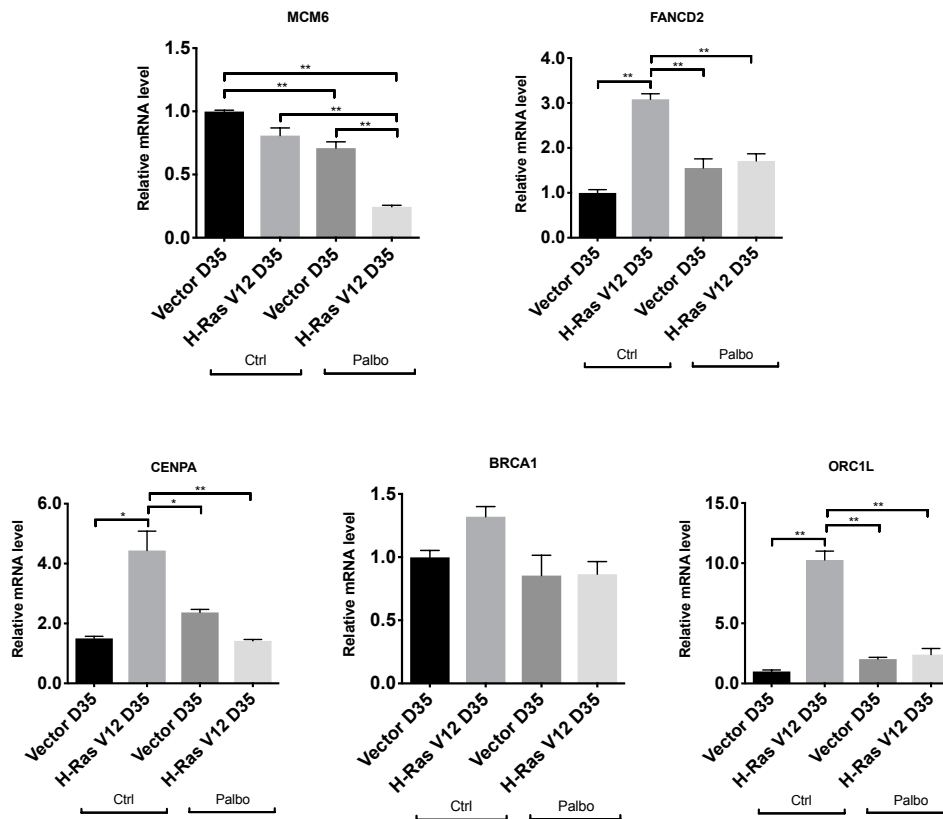 MCM6
Relative mRNA level
1.5
1.0
0.5
0.0
**
**
**
**
Vector D35
H-Ras V12 D35
Vector D35
H-Ras V12 D35
Ctrl
Palbo
FANCD2
Relative mRNA level
4.0
3.0
2.0
1.0
0.0
**
**
**
Vector D35
H-Ras V12 D35
Vector D35
H-Ras V12 D35
Ctrl
Palbo
CENPA
Relative mRNA level
6.0
4.0
2.0
0.0
**
*
*
Vector D35
H-Ras V12 D35
Vector D35
H-Ras V12 D35
Ctrl
Palbo
BRCA1
Relative mRNA level
1.5
1.0
0.5
0.0
Vector D35
H-Ras V12 D35
Vector D35
H-Ras V12 D35
Ctrl
Palbo
ORC1L
Relative mRNA level
15.0
10.0
5.0
0.0
**
**
**
Vector D35
H-Ras V12 D35
Vector D35
H-Ras V12 D35
Ctrl
Palbo